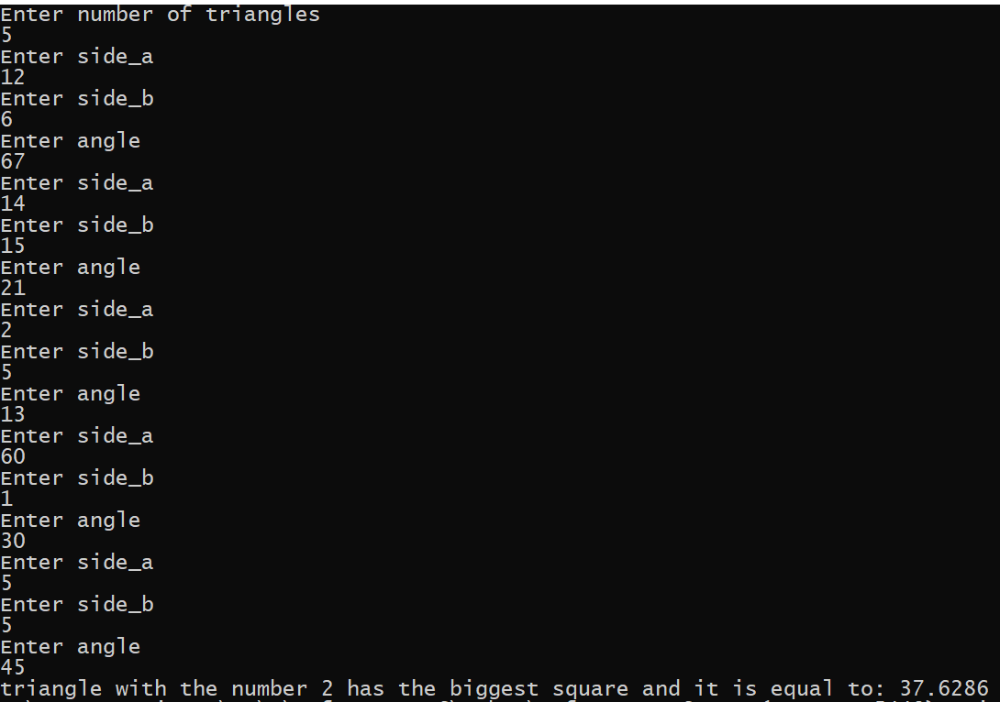 Enter number of triangles
5
Enter side_a
12
Enter side_b
6
Enter angle
67
Enter side_a
14
Enter side_b
15
Enter angle
21
Enter side_a
2
Enter side_b
5
Enter angle
13
Enter side_a
60
Enter side_b
1
Enter angle
30
Enter side_a
5
Enter side_b
5
Enter angle
45
triangle with the number 2 has the biggest square and it is equal to: 37.6286